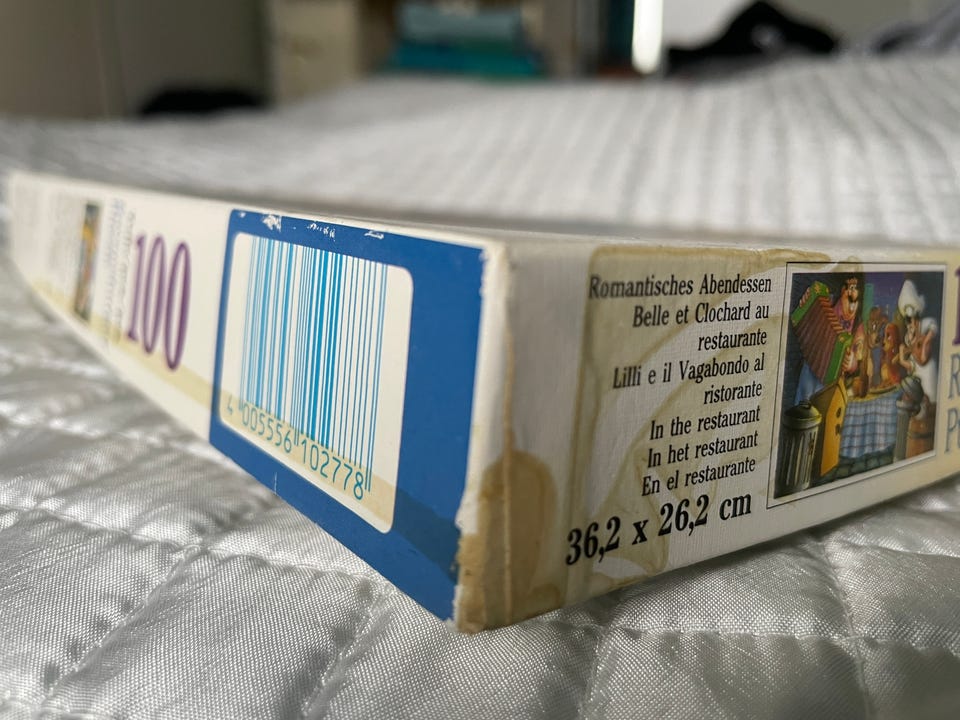 100
4 005556 102778
Romantisches Abendessen
Belle et Clochard au
restaurante
Lilli e il Vagabondo al
ristorante
In the restaurant
In het restaurant
En el restaurante
36,2 x 26,2 cm